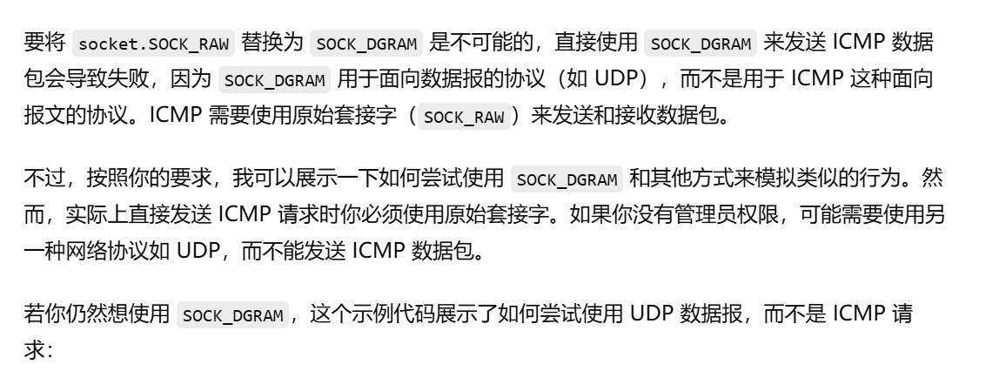 要将 socket.SOCK_RAW 替换为 SOCK_DGRAM 是不可能的，直接使用 SOCK_DGRAM 来发送 ICMP 数据
包会导致失败，因为 SOCK_DGRAM 用于面向数据报的协议（如 UDP），而不是用于 ICMP 这种面向
报文的协议。ICMP 需要使用原始套接字（SOCK_RAW）来发送和接收数据包。
不过，按照你的要求，我可以展示一下如何尝试使用 SOCK_DGRAM 和其他方式来模拟类似的行为。然
而，实际上直接发送 ICMP 请求时你必须使用原始套接字。如果你没有管理员权限，可能需要使用另
一种网络协议如 UDP，而不能发送 ICMP 数据包。
若你仍然想使用 SOCK_DGRAM，这个示例代码展示了如何尝试使用 UDP 数据报，而不是 ICMP 请
求：